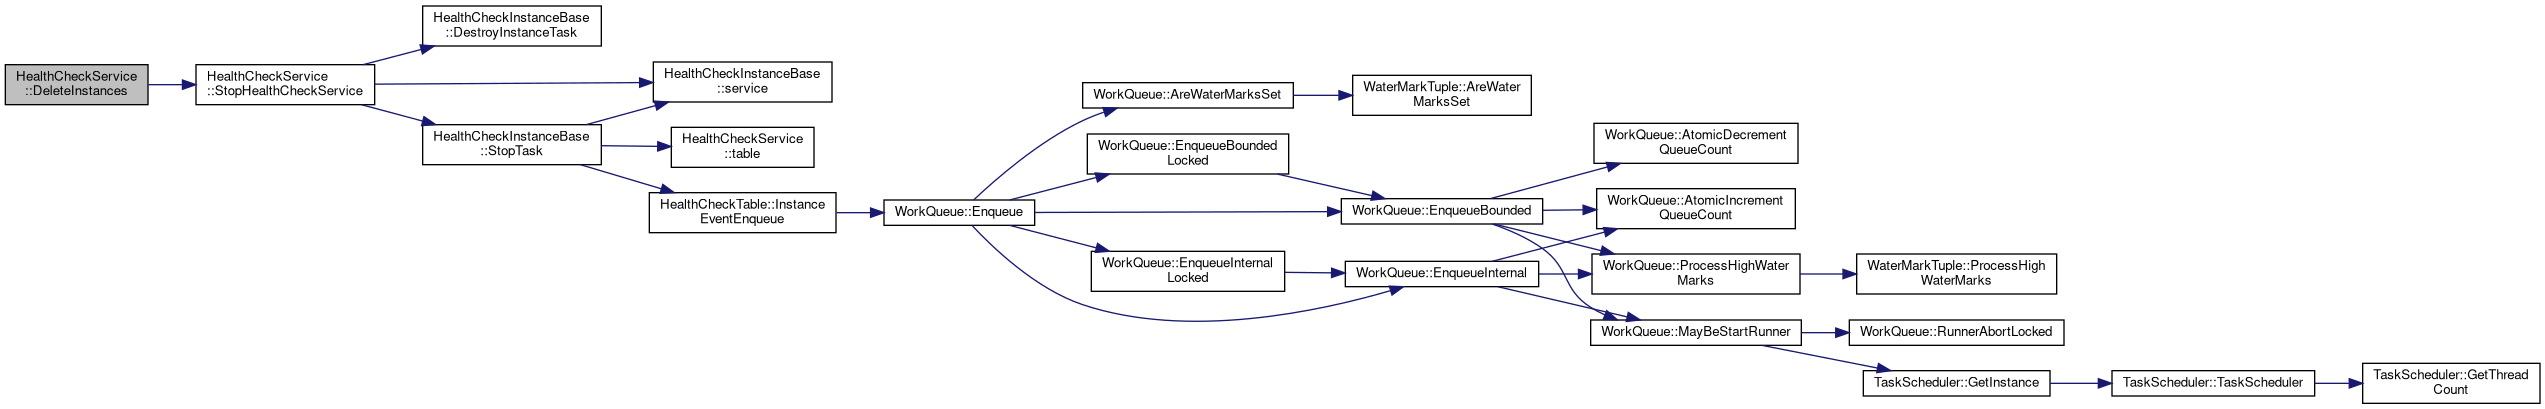 HealthCheckService
::DeleteInstances
HealthCheckService
::StopHealthCheckService
HealthCheckInstanceBase
::DestroyInstanceTask
HealthCheckInstanceBase
::service
HealthCheckInstanceBase
::StopTask
HealthCheckService
::table
HealthCheckTable::Instance
EventEnqueue
WorkQueue::Enqueue
WorkQueue::AreWaterMarksSet
WaterMarkTuple::AreWater
MarksSet
WorkQueue::EnqueueBounded
Locked
WorkQueue::EnqueueBounded
WorkQueue::EnqueueInternal
Locked
WorkQueue::EnqueueInternal
WorkQueue::AtomicDecrement
QueueCount
WorkQueue::AtomicIncrement
QueueCount
WorkQueue::ProcessHighWater
Marks
WaterMarkTuple::ProcessHigh
WaterMarks
WorkQueue::MayBeStartRunner
WorkQueue::RunnerAbortLocked
TaskScheduler::GetInstance
TaskScheduler::TaskScheduler
TaskScheduler::GetThread
Count